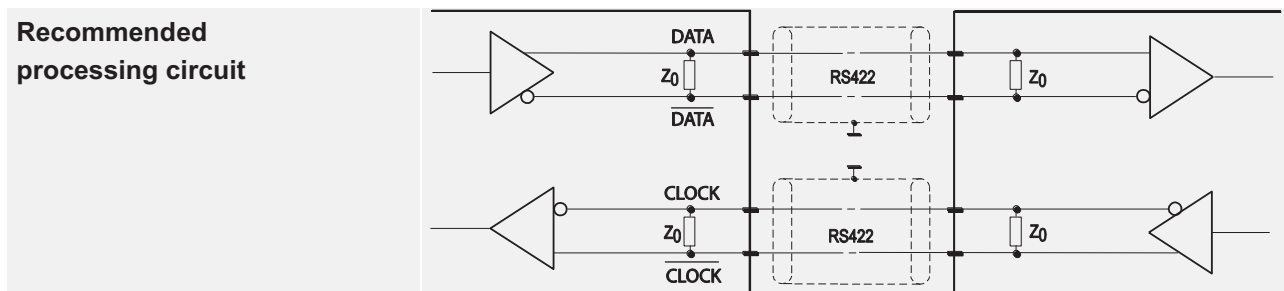 Recommended
processing circuit
DATA
Z0
RS422
Z0
DATA
CLOCK
Z0
RS422
Z0
CLOCK